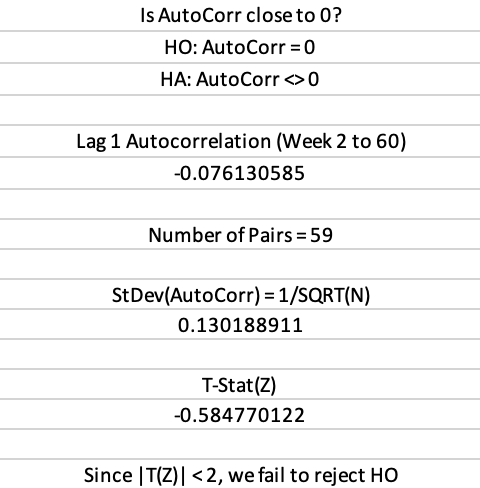 Is AutoCorr close to 0?
HO: AutoCorr = 0
HA: AutoCorr <> 0
Lag 1 Autocorrelation (Week 2 to 60)
-0.076130585
Number of Pairs = 59
StDev(AutoCorr) = 1/SQRT(N)
0.130188911
T-Stat(Z)
-0.584770122
Since |T(Z)| < 2, we fail to reject HO